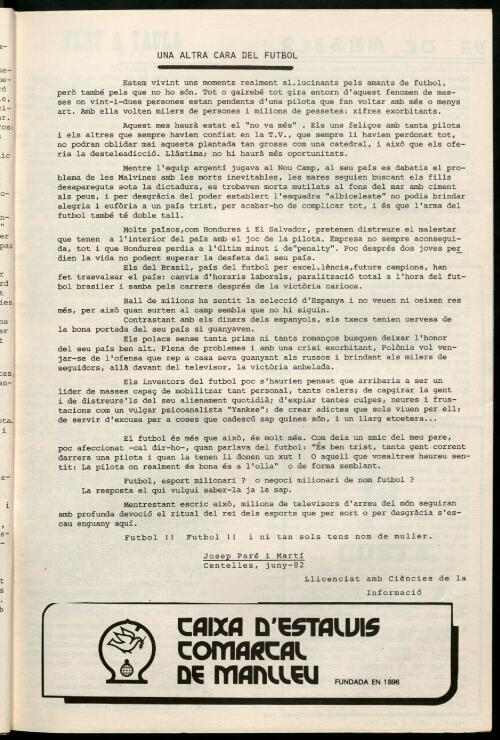 UNA ALTRA CARA DEL FUTBOL
Estem vivint uns moments realment al.lucinants pels amants de futbol,
però també pels que no ho són. Tot o gairebé tot gira entorn d'aquest fenomen de mas-
ses on vint-i-dues persones estan pendents d'una pilota que fan voltar amb més o menys
art. Amb ella volten milers de persones i milions de pessetes: xifres exorbitants.
Aquest mes haurà estat el "no va més" . Els uns feliços amb tanta pilota
i els altres que sempre havien confiat en la T.V., que sempre li havien perdonat tot,
no podran oblidar mai aquesta plantada tan grossa com una catedral, i això que els ofe-
ria la desteleadicció. Llàstima; no hi haurà més oportunitats.
Mentre l'equip argentí jugava al Nou Camp, al seu país es dabatia el pro-
blema de les Malvines amb les morts inevitables, les mares seguien buscant els fills
desapareguts sota la dictadura, es trobaven morts mutilats al fons del mar amb ciment
als peus, i per desgràcia del poder establert l'esquadra "albiceleste" no podia brindar
alegria i eufòria a un país trist, per acabar-ho de complicar tot, i és que l'arma del
futbol també té doble tall.
Molts països,com Hondures i El Salvador, pretenen distreure el malestar
que tenen a l'interior del país amb el joc de la pilota. Empresa no sempre aconsegui-
da, tot i que Hondures perdia a l'últim minut i de"penalty". Poc després dos joves per
dien la vida no podent superar la desfeta del seu país.
Els del Brasil, país del futbol per excel.lència,futurs campions, han
fet trasvalsar el país: canvis d'horaris laborals, paralització total a l'hora del fut-
bol brasiler i samba pels carrers després de la victòria carioca.
Ball de milions ha sentit la selecció d'Espanya i no veuen ni oeixen res
més, per això quan surten al camp sembla que no hi siguin.
Contrastant amb els diners dels espanyols, els txecs tenien cervesa de
la bona portada del seu país si guanyaven.
Els polacs sense tanta prima ni tants romanços busquen deixar l'honor
del seu país ben alt. Plena de problemes i amb una crisi exorbitant, Polònia vol ven-
jar-se de l'ofensa que rep a casa seva guanyant als russos i brindant als milers de
seguidors, allà davant del televisor, la victòria anhelada.
Els inventors del futbol poc s'haurien pensat que arribaria a ser un
líder de masses capaç de mobilitzar tant personal, tants calers; de capgirar la gent
i de distreure'ls del seu alienament quotidià; d'expiar tantes culpes, neures i frus-
tacions com un vulgar psicoanalista "Yankee"; de crear adictes que sols viuen per ell;
de servir d'excusa per a coses que cadescú sap quines són, i un llarg etcetera...
El futbol és més que això, és molt més. Com deia un amic del meu pare,
poc afeccionat -cal dir-ho-, quan parlava del futbol: "És ben trist, tanta gent corrent
darrera una pilota i quan la tenen li donen un xut ! O aquell que vosaltres haureu sen-
tit: La pilota on realment és bona és a l'olla" o de forma semblant.
Futbol, esport milionari ? o negoci milionari de nom futbol ?
La resposta el qui vulgui saber-la ja la sap.
Mentrestant escric això, milions de televisors d'arreu del món seguiran
amb profunda devoció el ritual del rei dels esports que per sort o per desgràcia s'es-
cau enguany aquí.
Futbol !! Futbol !! i ni tan sols tens nom de muller.
Josep Paré i Martí
Centelles, juny-82
Llicenciat amb Ciències de la
Informació
CAIXA D'ESTALVIS
COMARCAL
DE MANLLEU
FUNDADA EN 1896